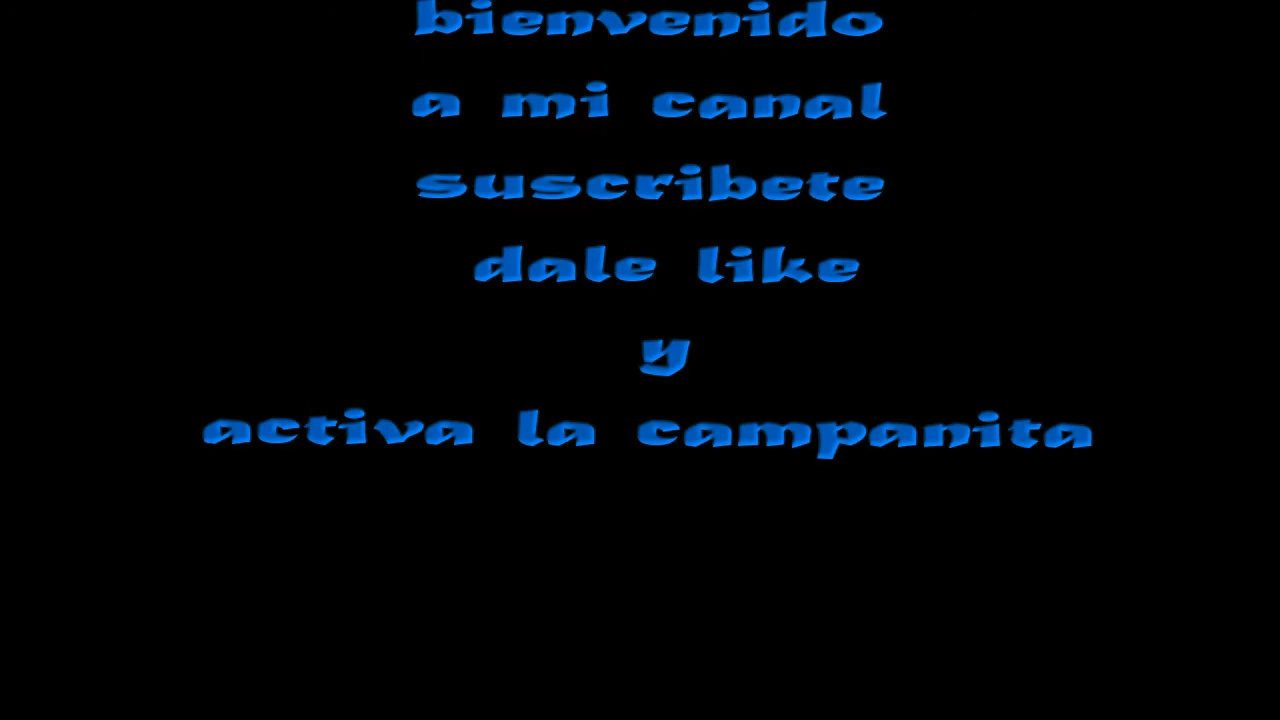 bienvenido
a mi canal
suscribete
dale like
y
activa la campanita